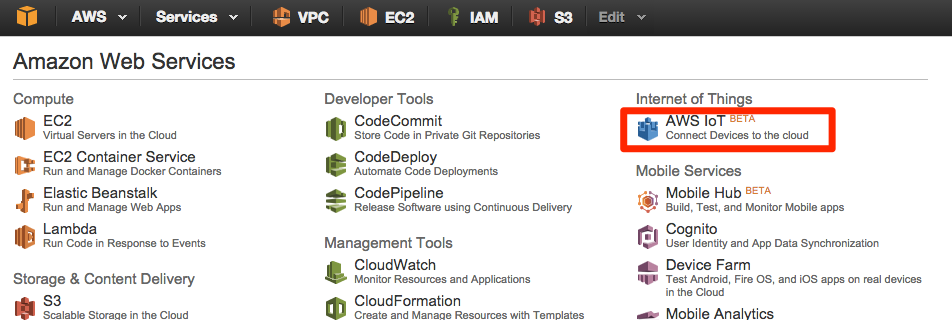 AWS Services VPC EC2 IAM S3 Edit
Amazon Web Services
Compute
EC2
Virtual Servers in the Cloud
EC2 Container Service
Run and Manage Docker Containers
Elastic Beanstalk
Run and Manage Web Apps
Lambda
Run Code in Response to Events
Storage & Content Delivery
S3
Scalable Storage in the Cloud
Developer Tools
CodeCommit
Store Code in Private Git Repositories
CodeDeploy
Automate Code Deployments
CodePipeline
Release Software using Continuous Delivery
Management Tools
CloudWatch
Monitor Resources and Applications
CloudFormation
Create and Manage Resources with Templates
Internet of Things
AWS IoT BETA
Connect Devices to the cloud
Mobile Services
Mobile Hub BETA
Build, Test, and Monitor Mobile apps
Cognito
User Identity and App Data Synchronization
Device Farm
Test Android, Fire OS, and iOS apps on real devices
in the Cloud
Mobile Analytics